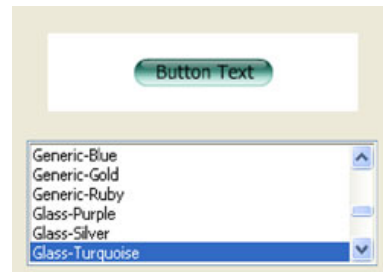 Button Text
Generic-Blue
Generic-Gold
Generic-Ruby
Glass-Purple
Glass-Silver
Glass-Turquoise